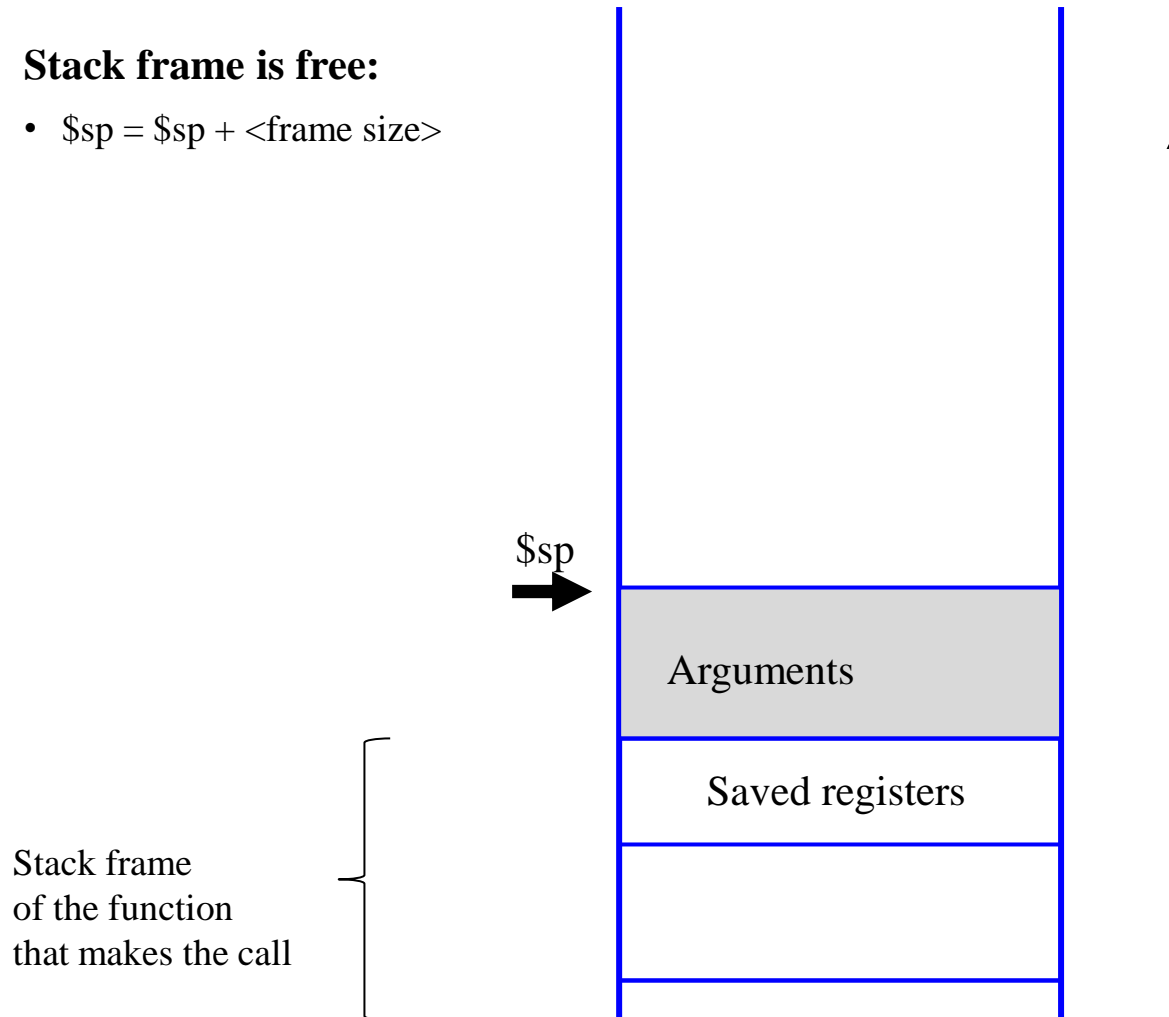 Stack frame is free:
• $sp = $sp + <frame size>
$sp
Arguments
Saved registers
Stack frame
of the function
that makes the call